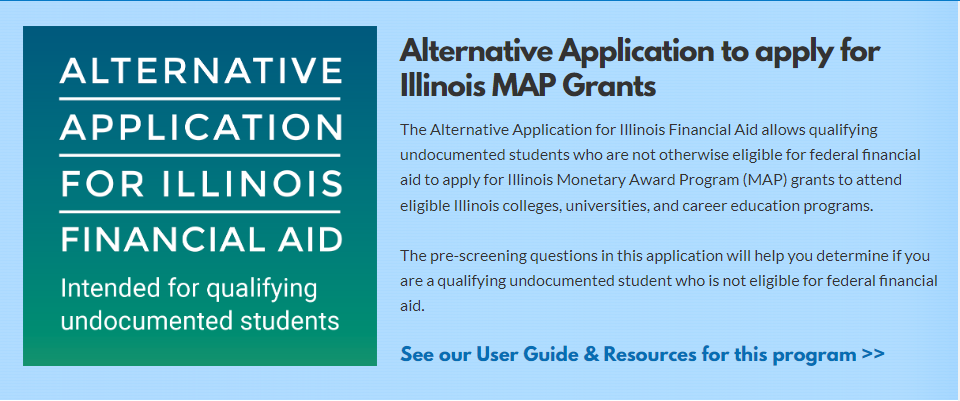 ALTERNATIVE
APPLICATION
FOR ILLINOIS
FINANCIAL AID
Intended for qualifying
undocumented students
Alternative Application to apply for
Illinois MAP Grants
The Alternative Application for Illinois Financial Aid allows qualifying
undocumented students who are not otherwise eligible for federal financial
aid to apply for Illinois Monetary Award Program (MAP) grants to attend
eligible Illinois colleges, universities, and career education programs.
The pre-screening questions in this application will help you determine if you
are a qualifying undocumented student who is not eligible for federal financial
aid.
See our User Guide & Resources for this program >>